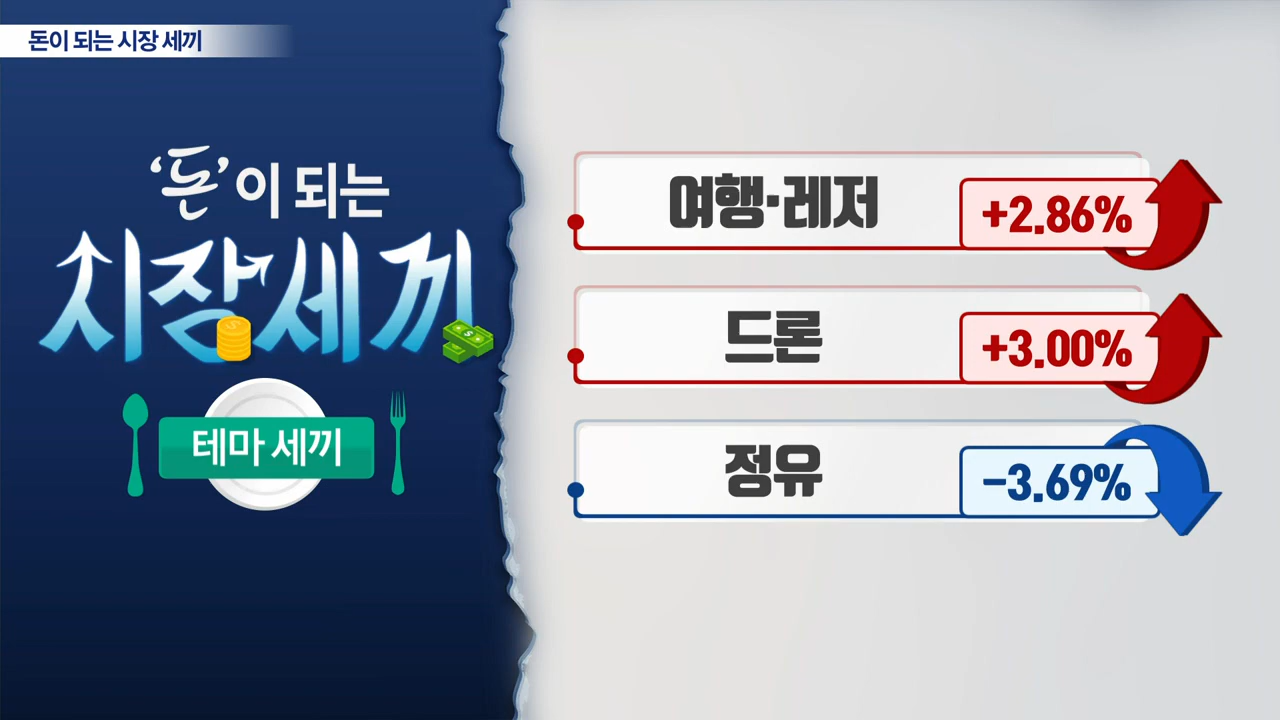 돈이 되는 시장 세끼
‘돈’이 되는
시장세끼
테마 세끼
여행·레저
+2.86%
드론
+3.00%
정유
-3.69%